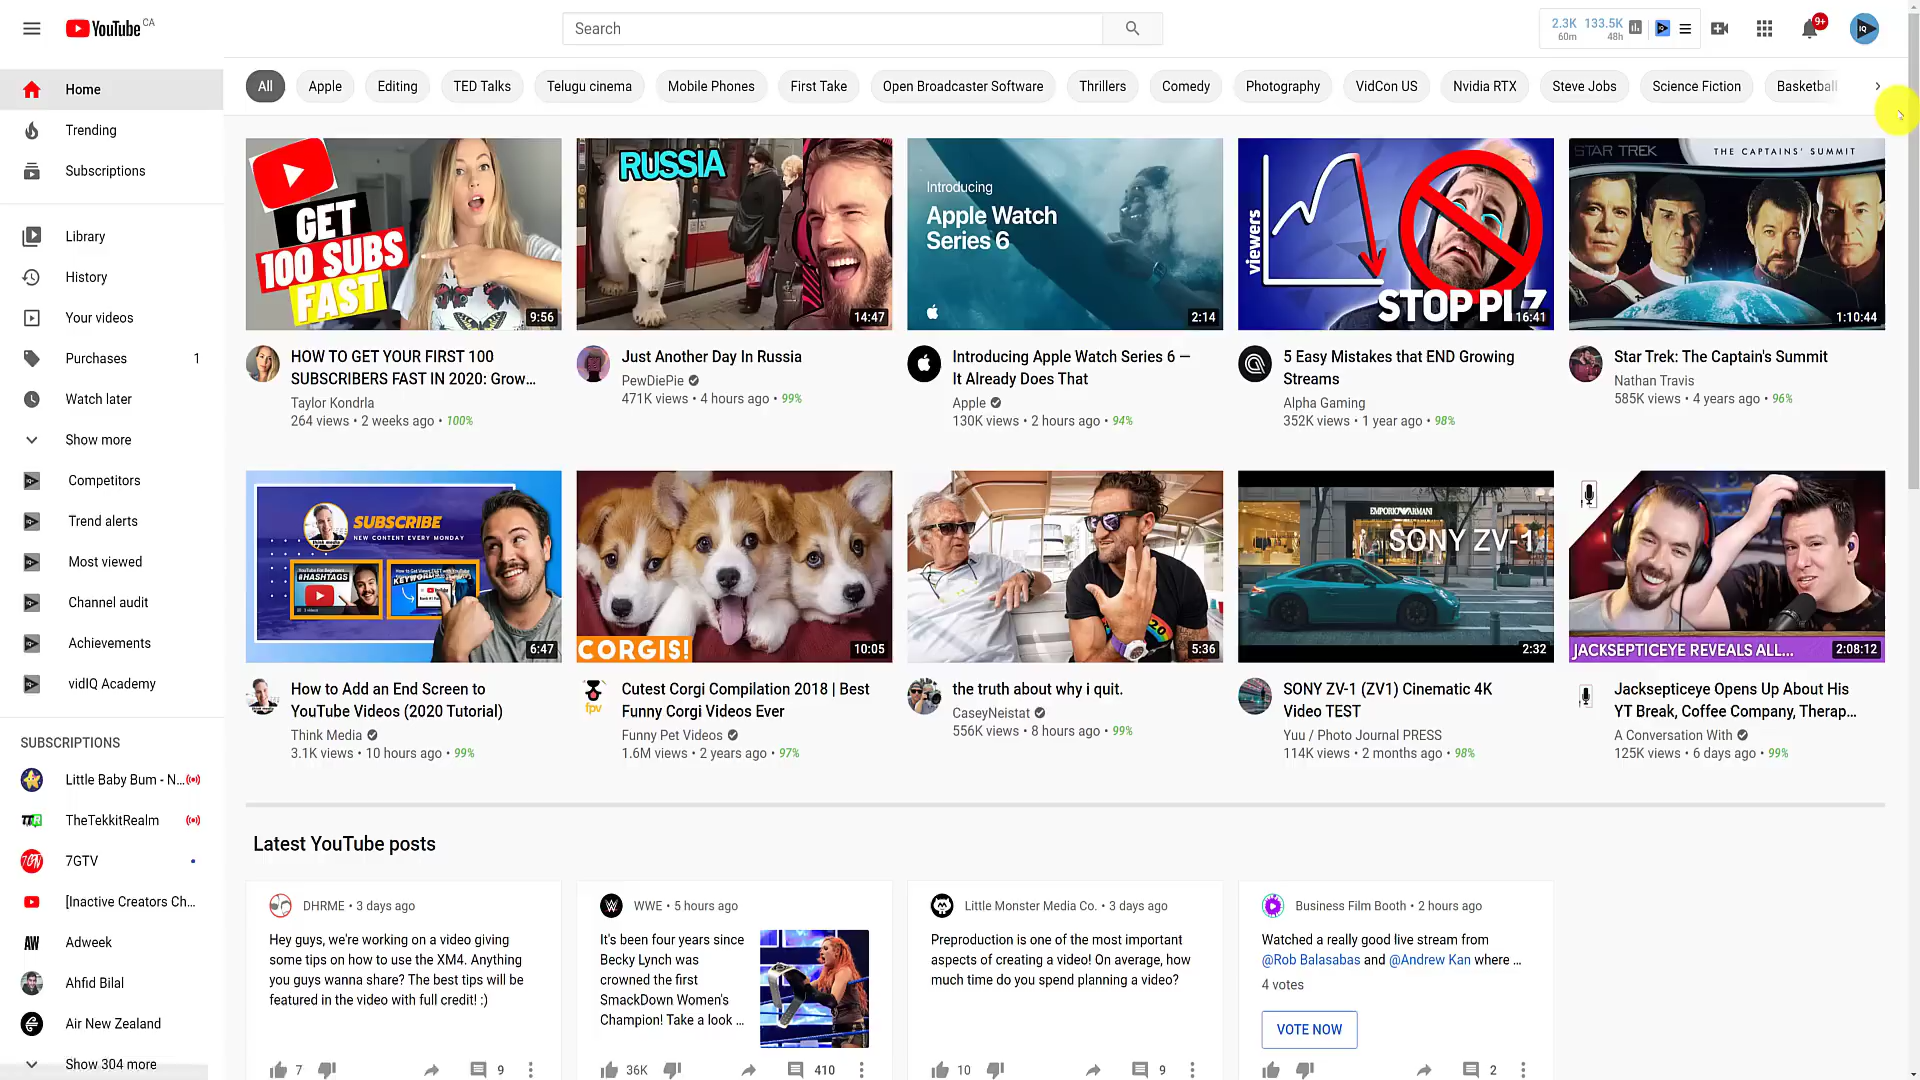 YouTube CA
Search
2.3K 133.5K
60m 48h
9+
Home
Trending
Subscriptions
Library
History
Your videos
Purchases 1
Watch later
Show more
Competitors
Trend alerts
Most viewed
Channel audit
Achievements
vidIQ Academy
SUBSCRIPTIONS
Little Baby Bum - N...
TheTekkitRealm
7GTV
[Inactive Creators Ch...
Adweek
Ahfid Bilal
Air New Zealand
Show 304 more
All Apple Editing TED Talks Telugu cinema Mobile Phones First Take Open Broadcaster Software Thrillers Comedy Photography VidCon US Nvidia RTX Steve Jobs Science Fiction Basketball
GET
100 SUBS
FAST
9:56
HOW TO GET YOUR FIRST 100
SUBSCRIBERS FAST IN 2020: Grow...
Taylor Kondrla
264 views • 2 weeks ago • 100%
RUSSIA
14:47
Just Another Day In Russia
PewDiePie
471K views • 4 hours ago • 99%
Introducing
Apple Watch
Series 6
2:14
Introducing Apple Watch Series 6 —
It Already Does That
Apple
130K views • 2 hours ago • 94%
viewers
STOP PLZ
16:41
5 Easy Mistakes that END Growing
Streams
Alpha Gaming
352K views • 1 year ago • 98%
STAR TREK THE CAPTAINS' SUMMIT
1:10:44
Star Trek: The Captain's Summit
Nathan Travis
585K views • 4 years ago • 96%
SUBSCRIBE
NEW CONTENT EVERY MONDAY
think media
#HASHTAGS
KEYWORD
6:47
How to Add an End Screen to
YouTube Videos (2020 Tutorial)
Think Media
3.1K views • 10 hours ago • 99%
CORGIS!
10:05
fpv
Cutest Corgi Compilation 2018 | Best
Funny Corgi Videos Ever
Funny Pet Videos
1.6M views • 2 years ago • 97%
5:36
the truth about why i quit.
CaseyNeistat
556K views • 8 hours ago • 99%
EMPORIO ARMANI
SONY ZV-1
2:32
SONY ZV-1 (ZV1) Cinematic 4K
Video TEST
Yuu / Photo Journal PRESS
114K views • 2 months ago • 98%
JACKSEPTICEYE REVEALS ALL...
2:08:12
Jacksepticeye Opens Up About His
YT Break, Coffee Company, Therap...
A Conversation With
125K views • 6 days ago • 99%
Latest YouTube posts
DHRME • 3 days ago
Hey guys, we're working on a video giving
some tips on how to use the XM4. Anything
you guys wanna share? The best tips will be
featured in the video with full credit! :)
7 9
WWE • 5 hours ago
It's been four years since
Becky Lynch was
crowned the first
SmackDown Women's
Champion! Take a look ...
36K 410
Little Monster Media Co. • 3 days ago
Preproduction is one of the most important
aspects of creating a video! On average, how
much time do you spend planning a video?
10 9
Business Film Booth • 2 hours ago
Watched a really good live stream from
@Rob Balasabas and @Andrew Kan where ...
4 votes
VOTE NOW
2